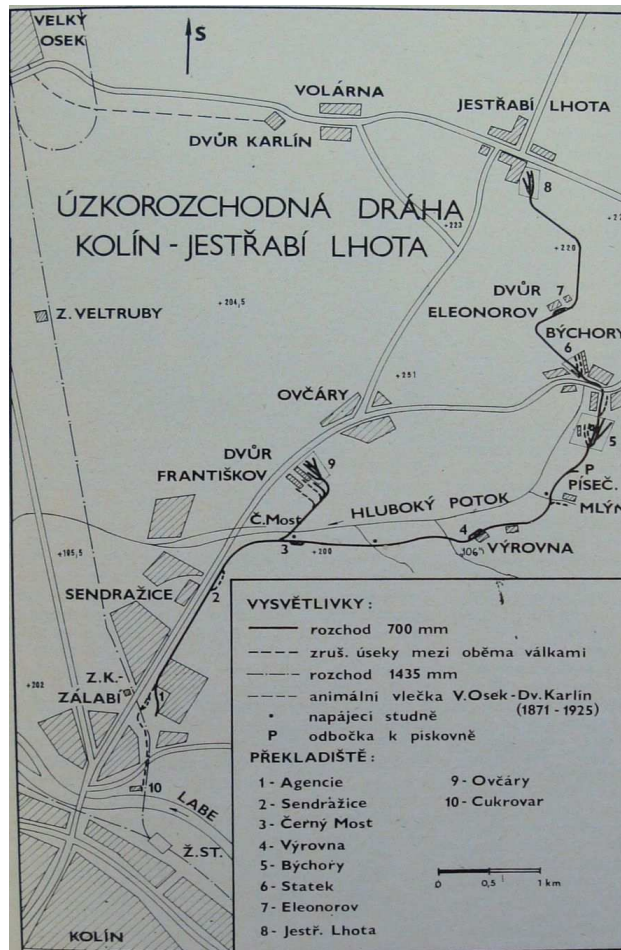 VELKÝ
OSEK
S
VOLÁRNA
JESTŘABÍ LHOTA
DVŮR KARLÍN
8
ÚZKOROZCHODNÁ DRÁHA
KOLÍN - JESTŘABÍ LHOTA
+223
+220
DVŮR 7
ELEONOROV
Z. VELTRUBY
+204,5
BÝCHORY
6
+251
OVČÁRY
DVŮR
FRANTIŠKOV
9
5
P
PÍSEČ.
MLÝN
HLUBOKÝ POTOK
Č.Most
4
3
+200
VÝROVNA
SENDRAŽICE
2
VYSVĚTLIVKY :
rozchod 700 mm
zruš. úseky mezi oběma válkami
rozchod 1435 mm
animální vlečka V.Osek - Dv. Karlín
(1871 - 1925)
• napájecí studně
P odbočka k pískovně
Z.K.-
ZÁLABÍ
+202
1
PŘEKLADIŠTĚ :
1 - Agencie
2 - Sendražice
3 - Černý Most
4 - Výrovna
5 - Býchory
6 - Statek
7 - Eleonorov
8 - Jestř. Lhota
9 - Ovčáry
10 - Cukrovar
10
LABE
Ž.ST.
KOLÍN
0 0,5 1 km